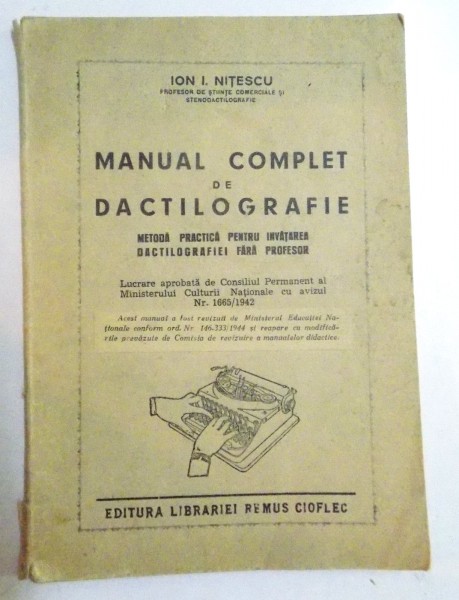 ION I. NIȚESCU
PROFESOR DE ȘTIINȚE COMERCIALE ȘI
STENODACTILOGRAFIE
MANUAL COMPLET
DE
DACTILOGRAFIE
METODĂ PRACTICĂ PENTRU INVĂȚAREA
DACTILOGRAFIEI FĂRĂ PROFESOR
Lucrare aprobată de Consiliul Permanent al
Ministerului Culturii Naționale cu avizul
Nr. 1665/1942
Acest manual a fost revizuit de Ministerul Educației Na-
ționale conform ord. Nr. 146.333/1944 și reapare cu modifică-
rile prevăzute de Comisia de revizuire a manualelor didactice.
EDITURA LIBRARIEI REMUS CIOFLEC